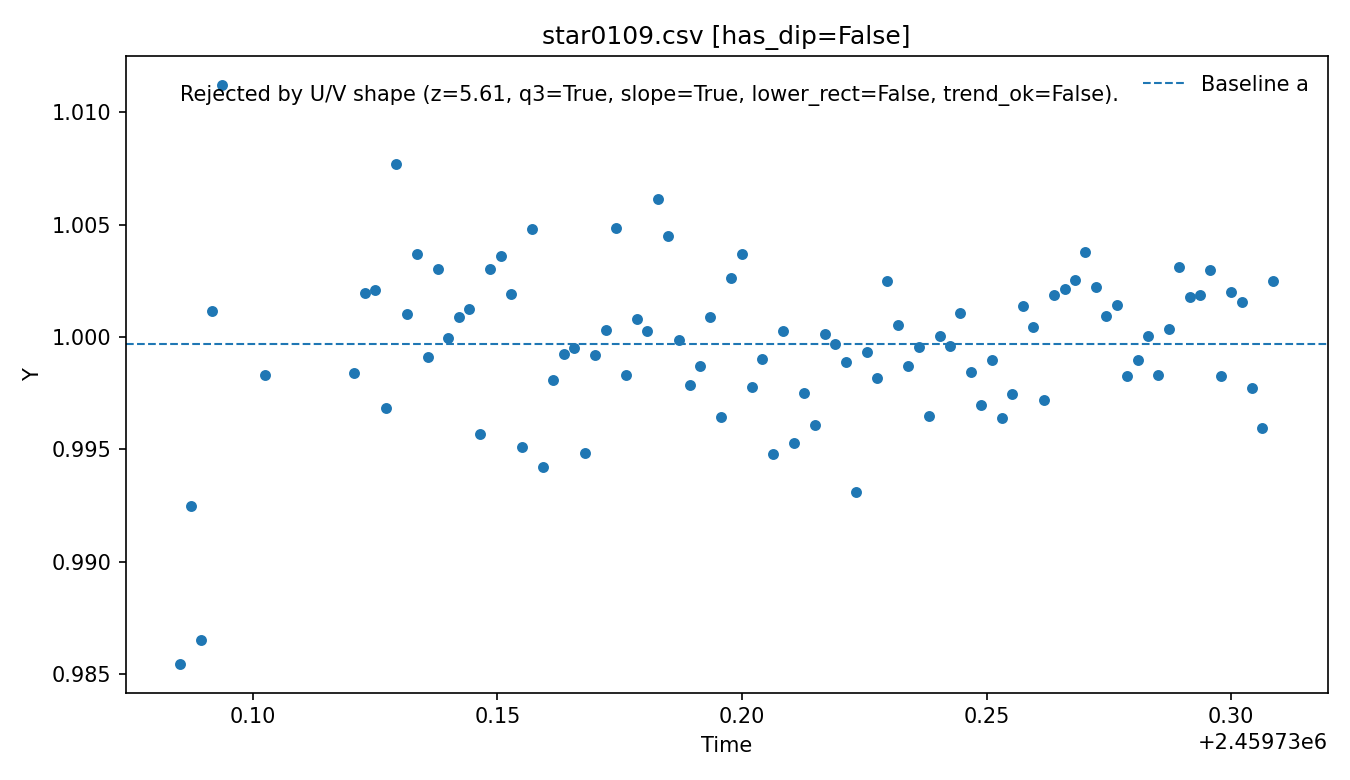 star0109.csv [has_dip=False]
Rejected by U/V shape (z=5.61, q3=True, slope=True, lower_rect=False, trend_ok=False).
Baseline a
1.010
1.005
1.000
0.995
0.990
0.985
Y
0.10 0.15 0.20 0.25 0.30
Time
+2.45973e6